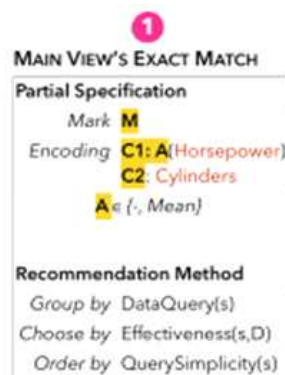 1
MAIN VIEW'S EXACT MATCH
Partial Specification
Mark M
Encoding C1: A(Horsepower)
C2: Cylinders
A ∈ {-, Mean}
Recommendation Method
Group by DataQuery(s)
Choose by Effectiveness(s,D)
Order by QuerySimplicity(s)